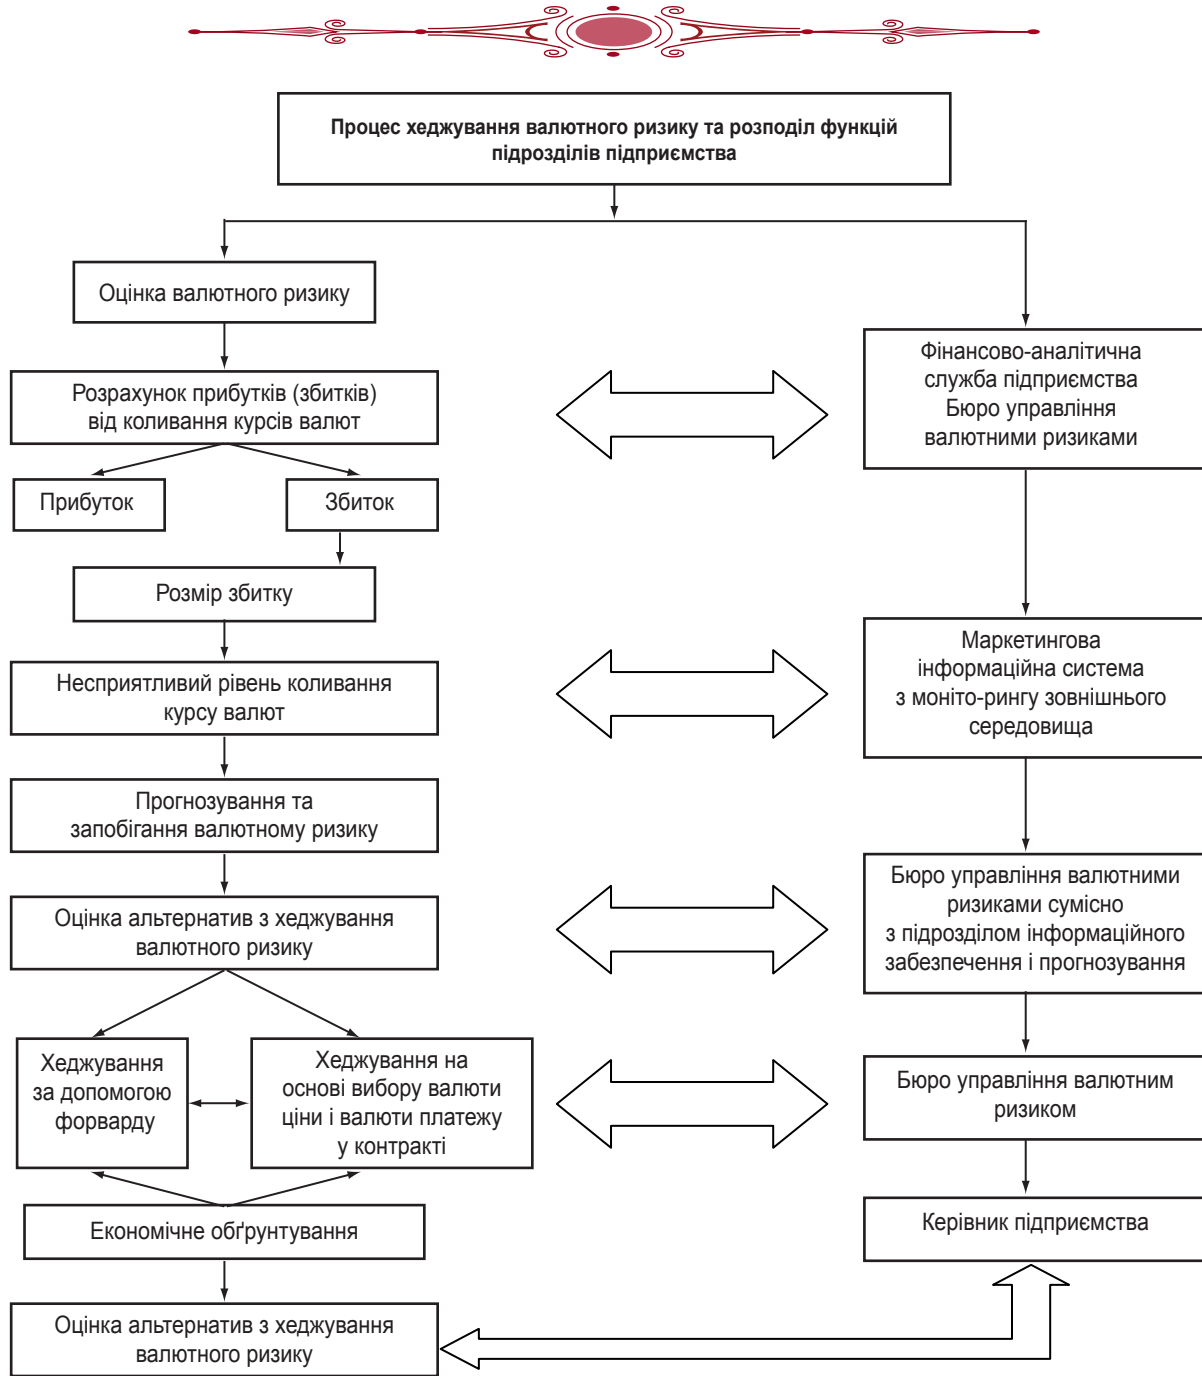 Процес хеджування валютного ризику та розподіл функцій
підрозділів підприємства
Оцінка валютного ризику
Розрахунок прибутків (збитків)
від коливання курсів валют
Прибуток
Збиток
Розмір збитку
Несприятливий рівень коливання
курсу валют
Прогнозування та
запобігання валютному ризику
Оцінка альтернатив з хеджування
валютного ризику
Хеджування
за допомогою
форварду
Хеджування на
основі вибору валюти
ціни і валюти платежу
у контракті
Економічне обґрунтування
Оцінка альтернатив з хеджування
валютного ризику
Фінансово-аналітична
служба підприємства
Бюро управління
валютними ризиками
Маркетингова
інформаційна система
з моніто-рингу зовнішнього
середовища
Бюро управління валютними
ризиками сумісно
з підрозділом інформаційного
забезпечення і прогнозування
Бюро управління валютним
ризиком
Керівник підприємства